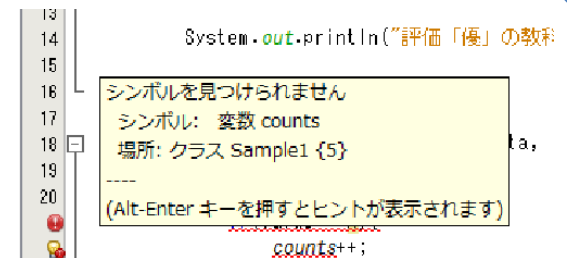 13
14 System.out.println("評価「優」の教科
15
16
シンボルを見つけられません
シンボル: 変数 counts
場所: クラス Sample1 {5}
----
(Alt-Enter キーを押すとヒントが表示されます)
17
18 ta,
19
20
counts++;